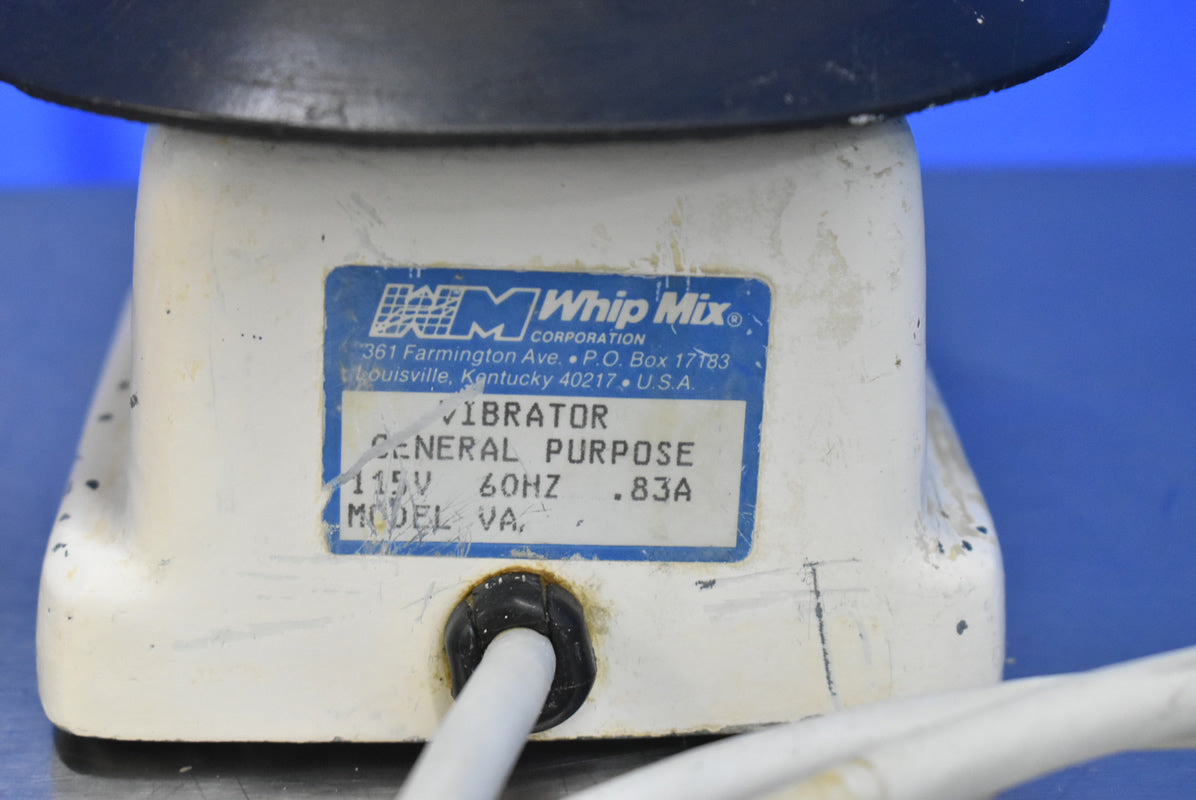 WM Whip Mix®
CORPORATION
361 Farmington Ave. • P.O. Box 17183
Louisville, Kentucky 40217 • U.S.A.
VIBRATOR
GENERAL PURPOSE
115V 60HZ .83A
MODEL VA